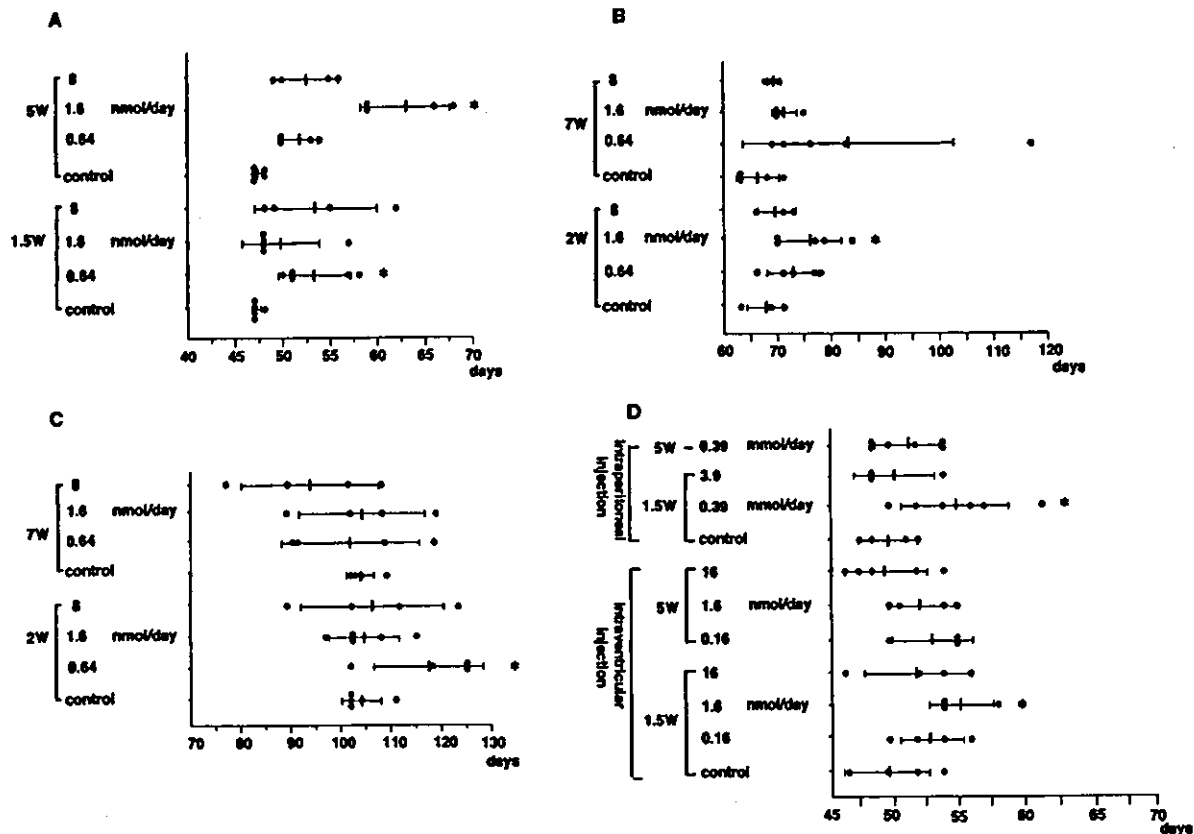 A
5W
8
1.6 nmol/day
0.64
control
1.5W
8
1.6 nmol/day
0.64
control
*
*
40 45 50 55 60 65 70
days
B
7W
8
1.6 nmol/day
0.64
control
2W
8
1.6 nmol/day
0.64
control
*
60 70 80 90 100 110 120
days
C
7W
8
1.6 nmol/day
0.64
control
2W
8
1.6 nmol/day
0.64
control
*
70 80 90 100 110 120 130
days
D
intraperitoneal
injection
5W - 0.39 mmol/day
1.5W
3.9
0.39 mmol/day
control
*
intraventricular
injection
5W
16
1.6 nmol/day
0.16
1.5W
16
1.6 nmol/day
0.16
control
45 50 55 60 65 70
days